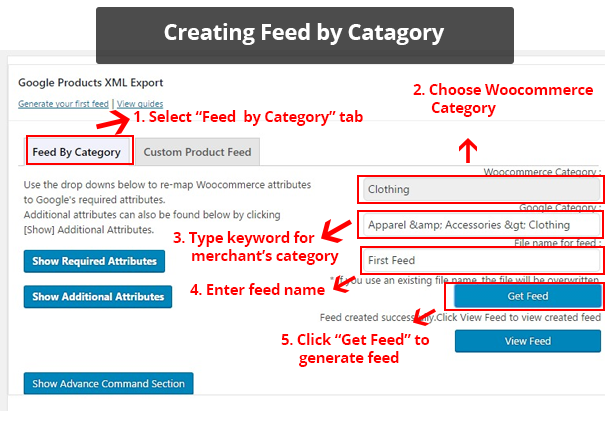 Creating Feed by Catagory
Google Products XML Export
Generate your first feed | View guides
1. Select “Feed by Category” tab
2. Choose Woocommerce
Category
Feed By Category
Custom Product Feed
Use the drop downs below to re-map Woocommerce attributes
to Google's required attributes.
Additional attributes can also be found below by clicking
[Show] Additional Attributes.
Show Required Attributes
Show Additional Attributes
Show Advance Command Section
Woocommerce Category :
Clothing
Google Category :
Apparel &amp; Accessories &gt; Clothing
3. Type keyword for
merchant's category
File name for feed :
First Feed
*If you use an existing file name, the file will be overwritten.
4. Enter feed name
Get Feed
Feed created successfully.Click View Feed to view created feed
5. Click “Get Feed” to
generate feed
View Feed